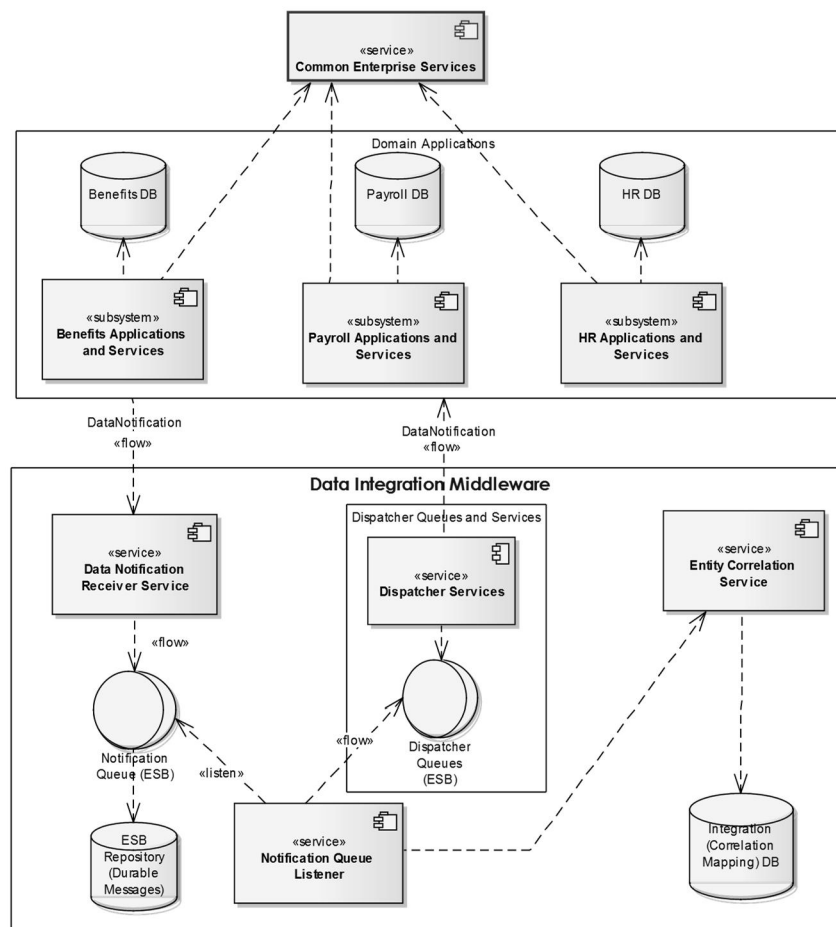 «service»
Common Enterprise Services
Domain Applications
Benefits DB
Payroll DB
HR DB
«subsystem»
Benefits Applications
and Services
«subsystem»
Payroll Applications and
Services
«subsystem»
HR Applications and
Services
DataNotification
«flow»
DataNotification
«flow»
Data Integration Middleware
Dispatcher Queues and Services
«service»
Data Notification
Receiver Service
«service»
Dispatcher Services
«service»
Entity Correlation
Service
«flow»
Notification
Queue (ESB)
«listen»
«flow»
Dispatcher
Queues
(ESB)
ESB
Repository
(Durable
Messages)
«service»
Notification Queue
Listener
Integration
(Correlation
Mapping) DB